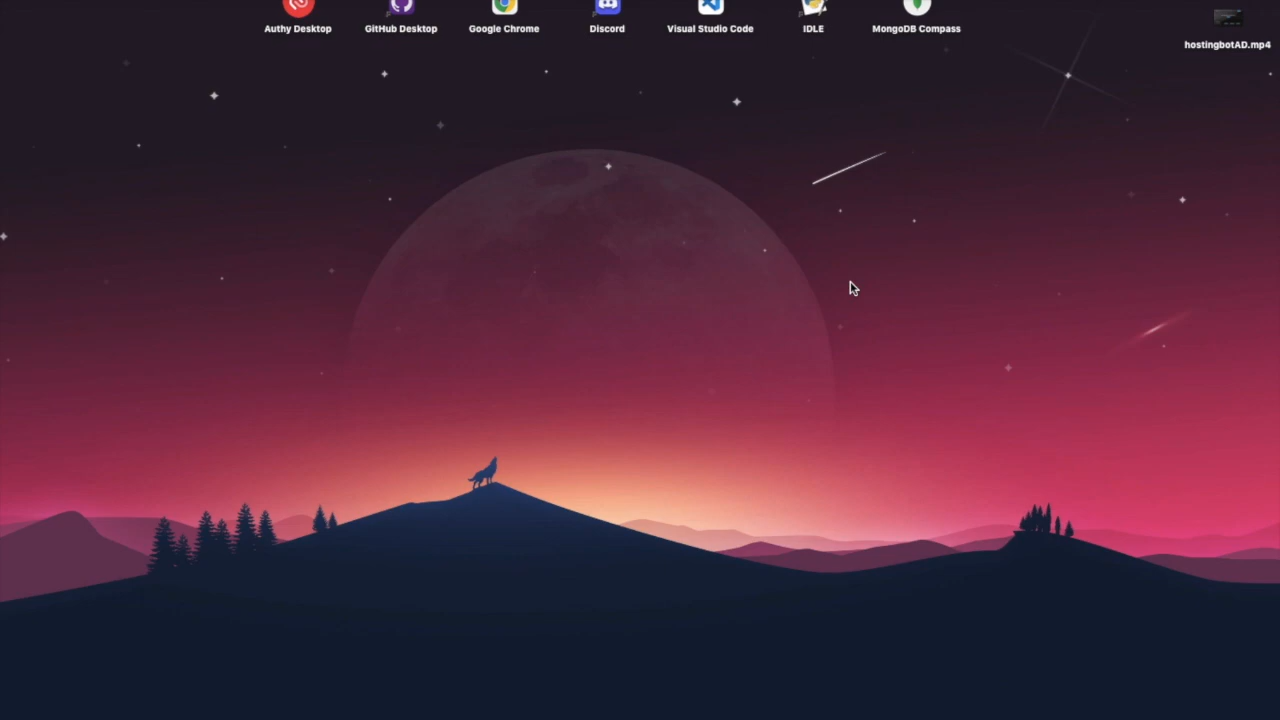 Authy Desktop
GitHub Desktop
Google Chrome
Discord
Visual Studio Code
IDLE
MongoDB Compass
hostingbotAD.mp4